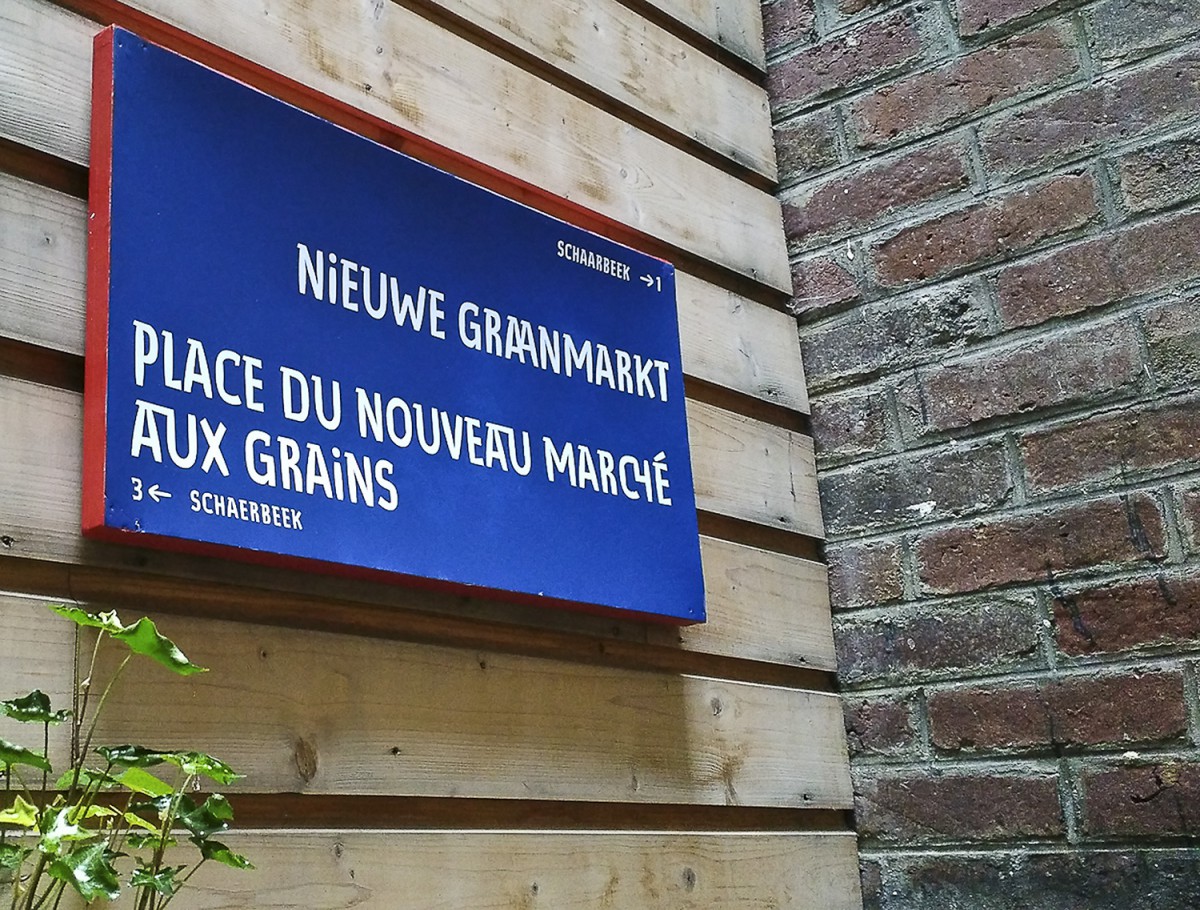 SCHAARBEEK →1
NiEUWE GRAANMARKT
PLACE DU NOUVEAU MARCHÉ
AUX GRAiNS
3← SCHAERBEEK